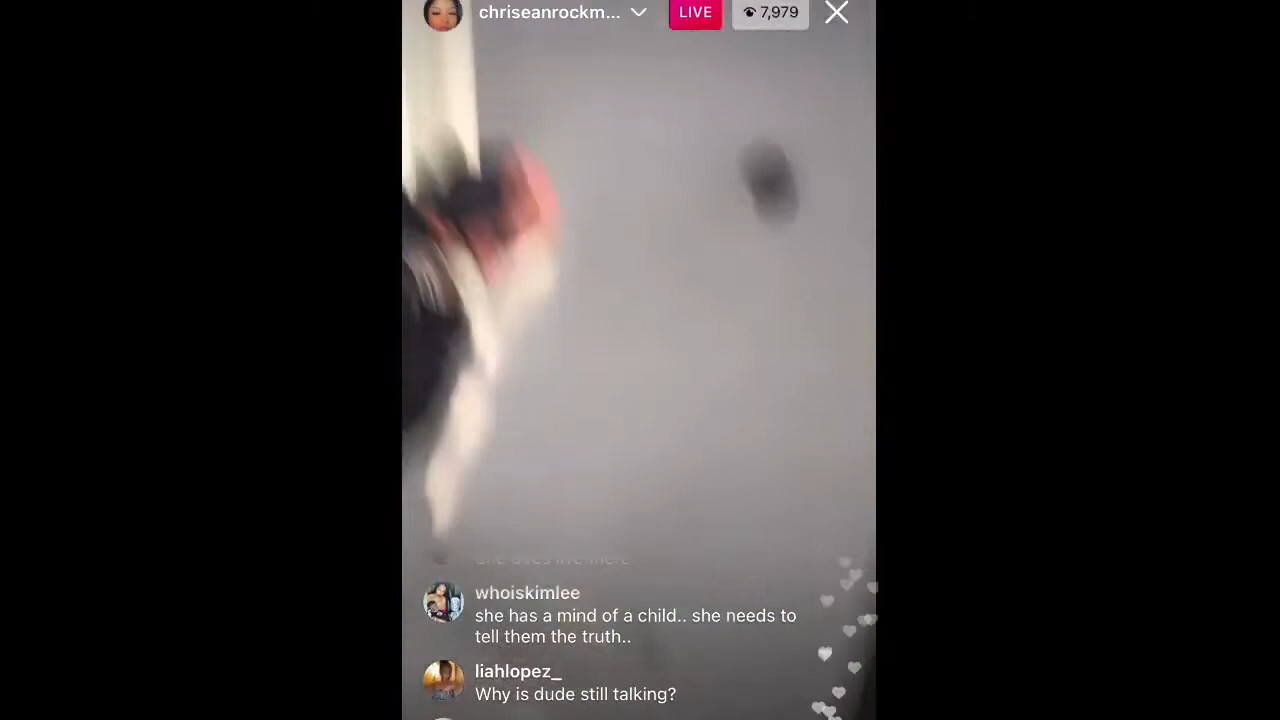 chriseanrockm...
LIVE
7,979
whoiskimlee
she has a mind of a child.. she needs to
tell them the truth..
liahlopez_
Why is dude still talking?